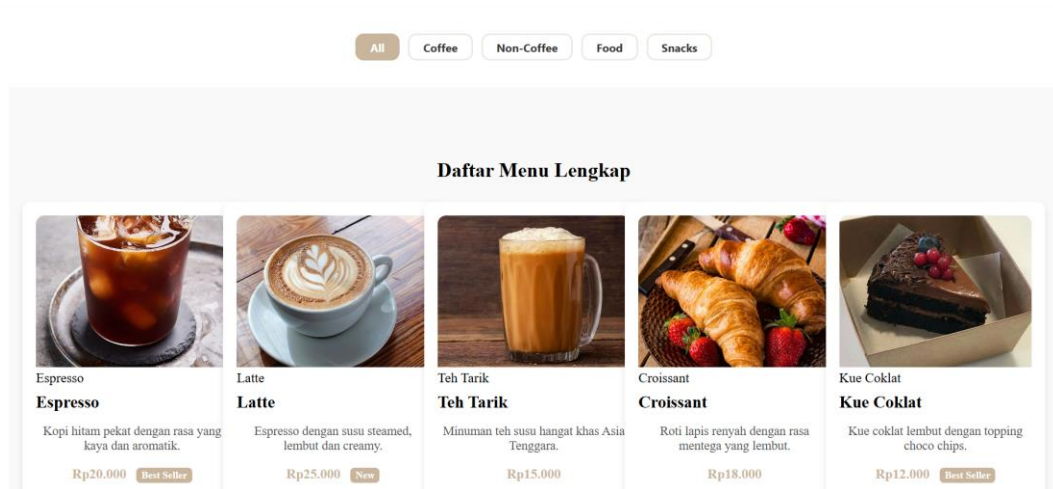 All
Coffee
Non-Coffee
Food
Snacks
Daftar Menu Lengkap
Espresso
Espresso
Kopi hitam pekat dengan rasa yang
kaya dan aromatik.
Rp20.000 Best Seller
Latte
Latte
Espresso dengan susu steamed,
lembut dan creamy.
Rp25.000 New
Teh Tarik
Teh Tarik
Minuman teh susu hangat khas Asia
Tenggara.
Rp15.000
Croissant
Croissant
Roti lapis renyah dengan rasa
mentega yang lembut.
Rp18.000
Kue Coklat
Kue Coklat
Kue coklat lembut dengan topping
choco chips.
Rp12.000 Best Seller